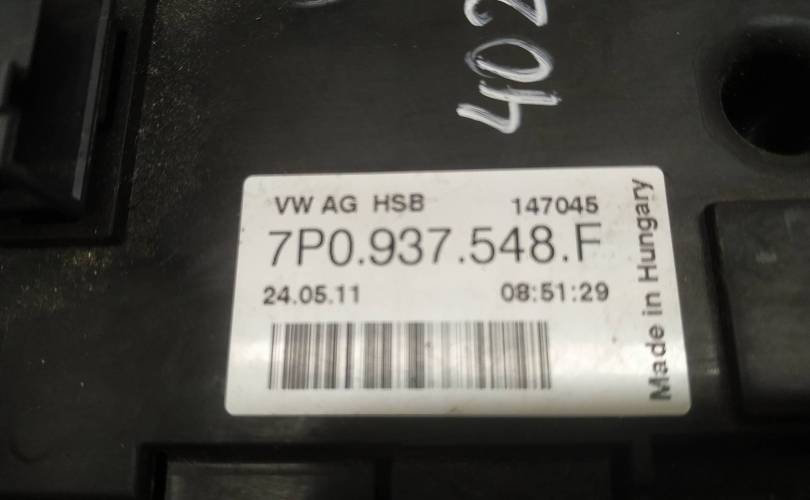 402
VW AG HSB 147045
7P0.937.548.F
24.05.11 08:51:29
Made in Hungary